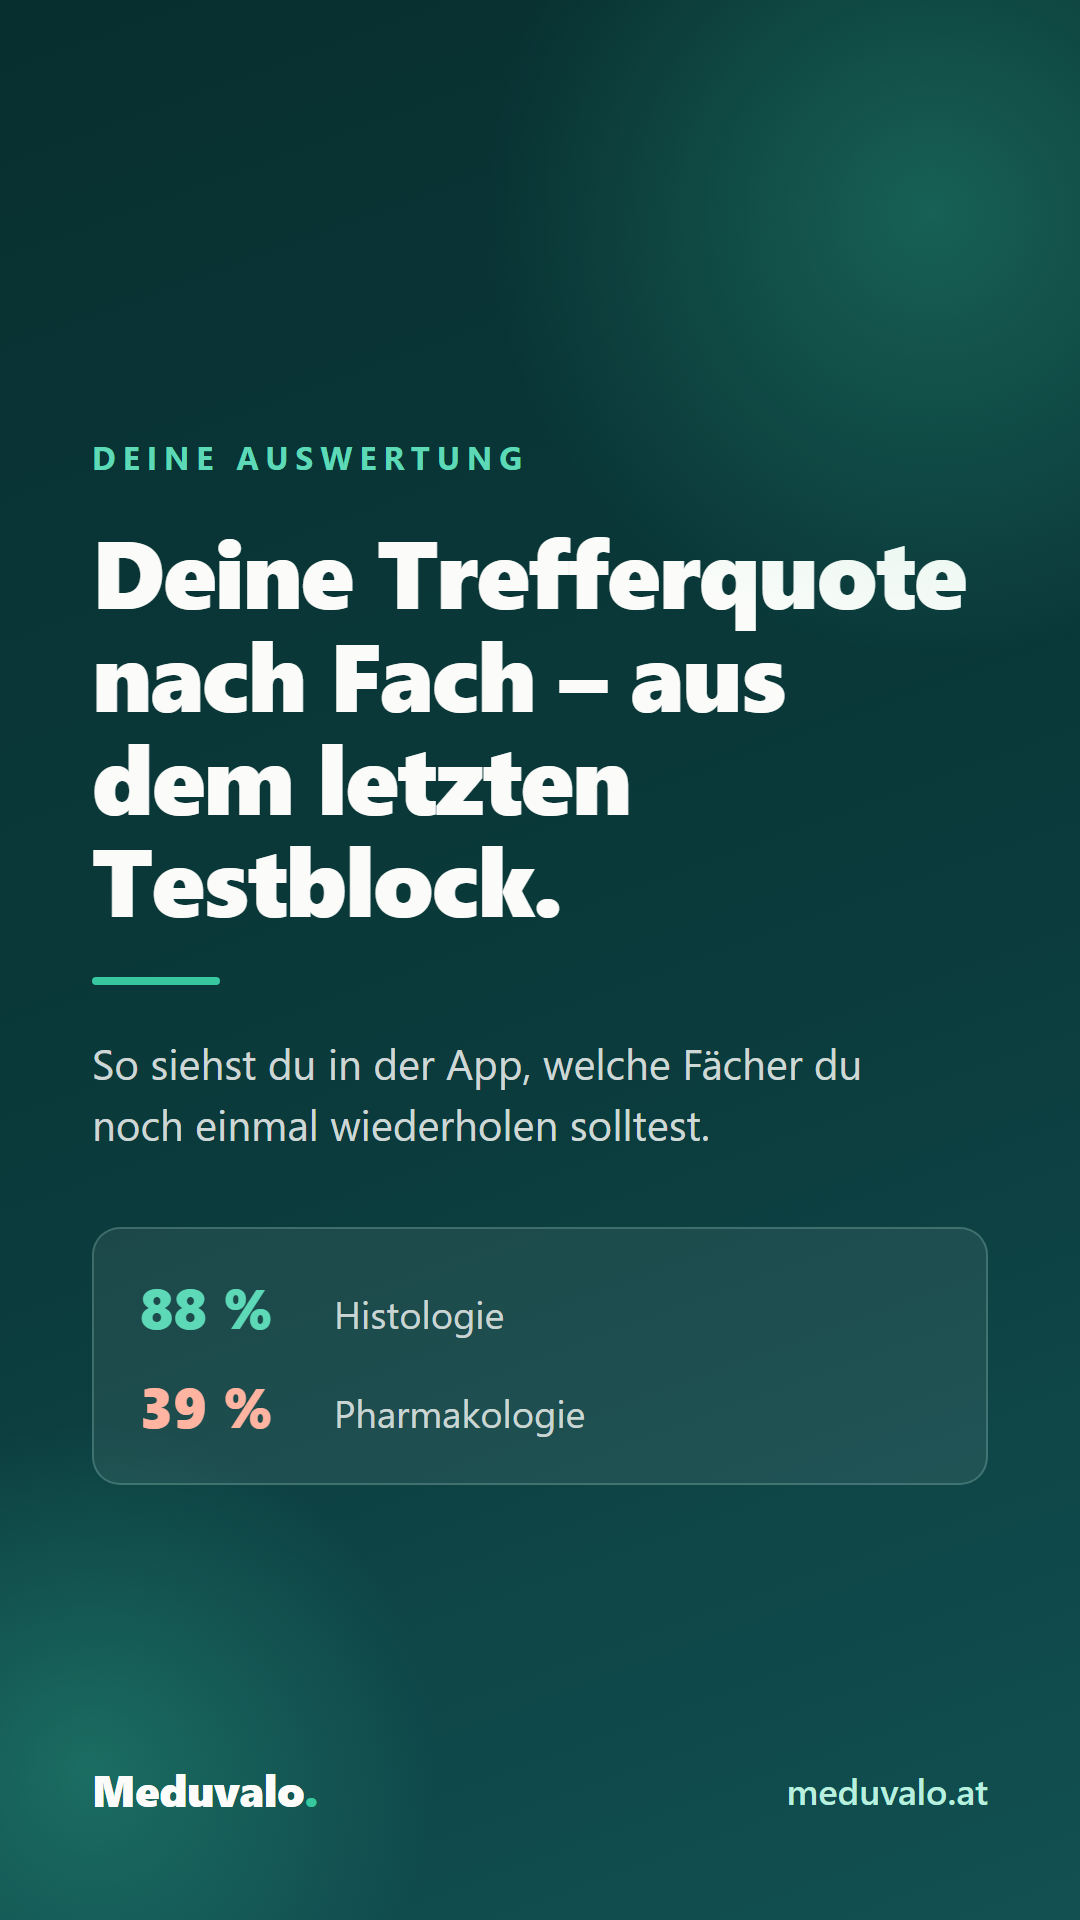 DEINE AUSWERTUNG
Deine Trefferquote
nach Fach – aus
dem letzten
Testblock.
So siehst du in der App, welche Fächer du
noch einmal wiederholen solltest.
88 % Histologie
39 % Pharmakologie
Meduvalo. meduvalo.at